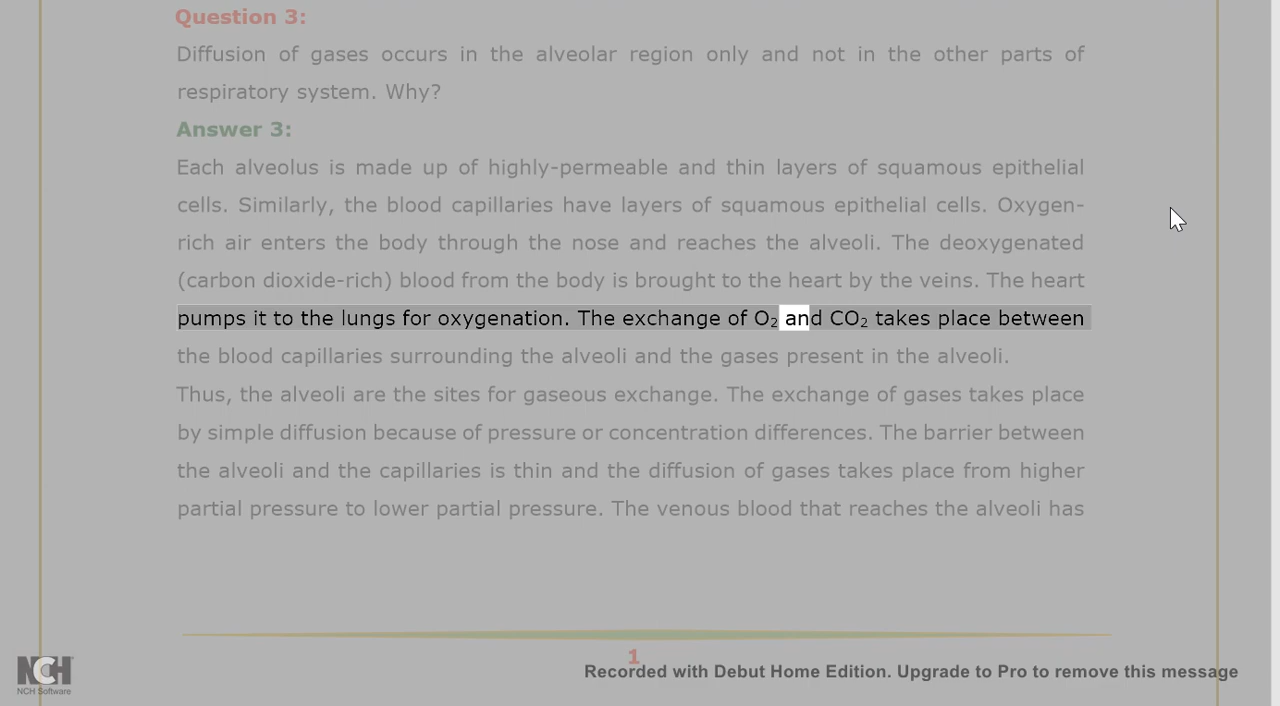 Question 3:
Diffusion of gases occurs in the alveolar region only and not in the other parts of
respiratory system. Why?
Answer 3:
Each alveolus is made up of highly-permeable and thin layers of squamous epithelial
cells. Similarly, the blood capillaries have layers of squamous epithelial cells. Oxygen-
rich air enters the body through the nose and reaches the alveoli. The deoxygenated
(carbon dioxide-rich) blood from the body is brought to the heart by the veins. The heart
pumps it to the lungs for oxygenation. The exchange of O₂ and CO₂ takes place between
the blood capillaries surrounding the alveoli and the gases present in the alveoli.
Thus, the alveoli are the sites for gaseous exchange. The exchange of gases takes place
by simple diffusion because of pressure or concentration differences. The barrier between
the alveoli and the capillaries is thin and the diffusion of gases takes place from higher
partial pressure to lower partial pressure. The venous blood that reaches the alveoli has
1
NCH
NCH Software
Recorded with Debut Home Edition. Upgrade to Pro to remove this message